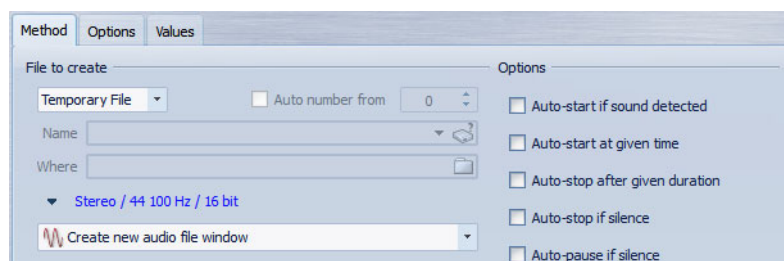 Method Options Values
File to create
Temporary File Auto number from 0
Name
Where
Stereo / 44 100 Hz / 16 bit
Create new audio file window
Options
Auto-start if sound detected
Auto-start at given time
Auto-stop after given duration
Auto-stop if silence
Auto-pause if silence